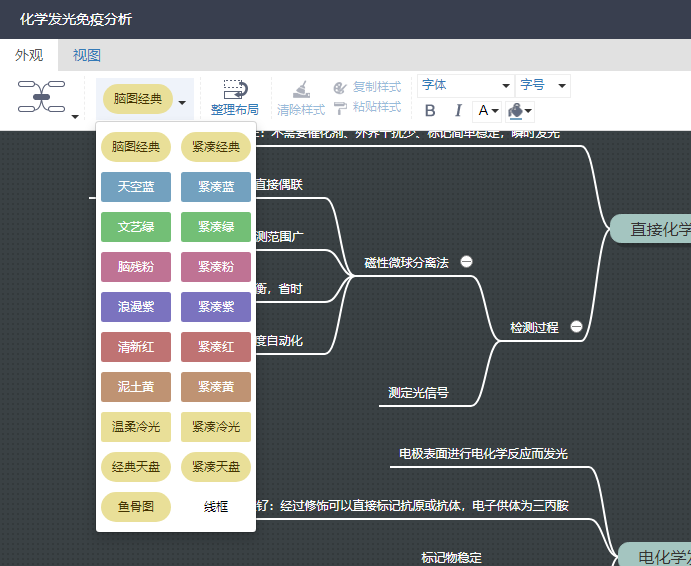 化学发光免疫分析
外观 视图
脑图经典
整理布局
清除样式
复制样式
粘贴样式
字体
字号
B I A
脑图经典 紧凑经典
天空蓝 紧凑蓝
文艺绿 紧凑绿
脑残粉 紧凑粉
浪漫紫 紧凑紫
清新红 紧凑红
泥土黄 紧凑黄
温柔冷光 紧凑冷光
经典天盘 紧凑天盘
鱼骨图 线框
：不需要催化剂、外界干扰少、标记简单稳定，瞬时发光
直接偶联
测范围广
衡，省时
度自动化
磁性微球分离法
检测过程
测定光信号
直接化学
电极表面进行电化学反应而发光
钌：经过修饰可以直接标记抗原或抗体，电子供体为三丙胺
标记物稳定
电化学发